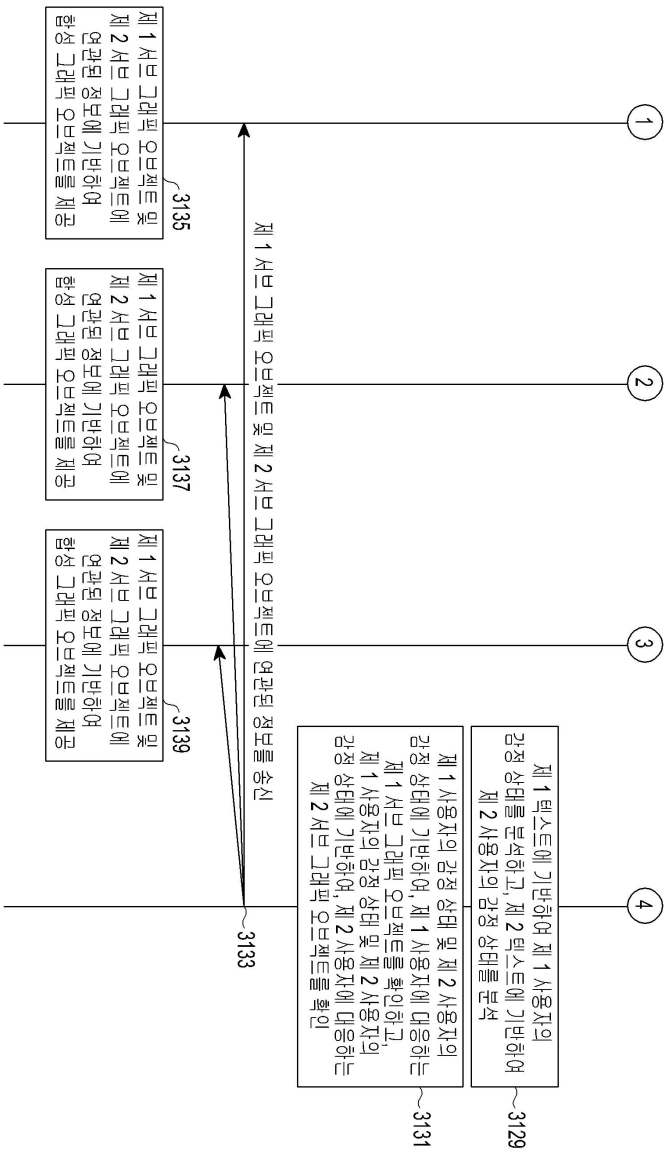 1
2
3
4
제 1 텍스트에 기반하여 제 1 사용자의
감정 상태를 분석하고, 제 2 텍스트에 기반하여
제 2 사용자의 감정 상태를 분석
3129
제 1 사용자의 감정 상태 및 제 2 사용자의
감정 상태에 기반하여, 제 1 사용자에 대응하는
제 1 서브 그래픽 오브젝트를 확인하고,
제 1 사용자의 감정 상태 및 제 2 사용자의
감정 상태에 기반하여, 제 2 사용자에 대응하는
제 2 서브 그래픽 오브젝트를 확인
3131
제 1 서브 그래픽 오브젝트 및 제 2 서브 그래픽 오브젝트에 연관된 정보를 송신
3133
제 1 서브 그래픽 오브젝트 및
제 2 서브 그래픽 오브젝트에
연관된 정보에 기반하여
합성 그래픽 오브젝트를 제공
3135
제 1 서브 그래픽 오브젝트 및
제 2 서브 그래픽 오브젝트에
연관된 정보에 기반하여
합성 그래픽 오브젝트를 제공
3137
제 1 서브 그래픽 오브젝트 및
제 2 서브 그래픽 오브젝트에
연관된 정보에 기반하여
합성 그래픽 오브젝트를 제공
3139